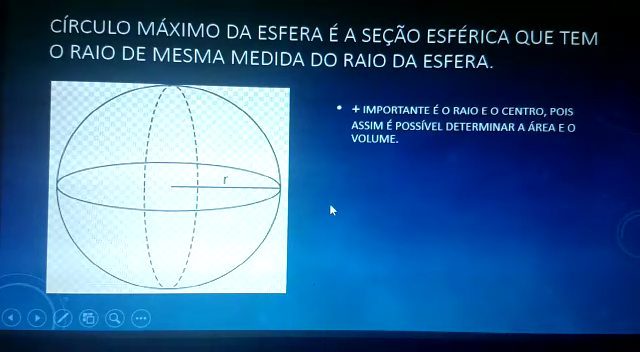 CÍRCULO MÁXIMO DA ESFERA É A SEÇÃO ESFÉRICA QUE TEM
O RAIO DE MESMA MEDIDA DO RAIO DA ESFERA.
• + IMPORTANTE É O RAIO E O CENTRO, POIS
ASSIM É POSSÍVEL DETERMINAR A ÁREA E O
VOLUME.
r